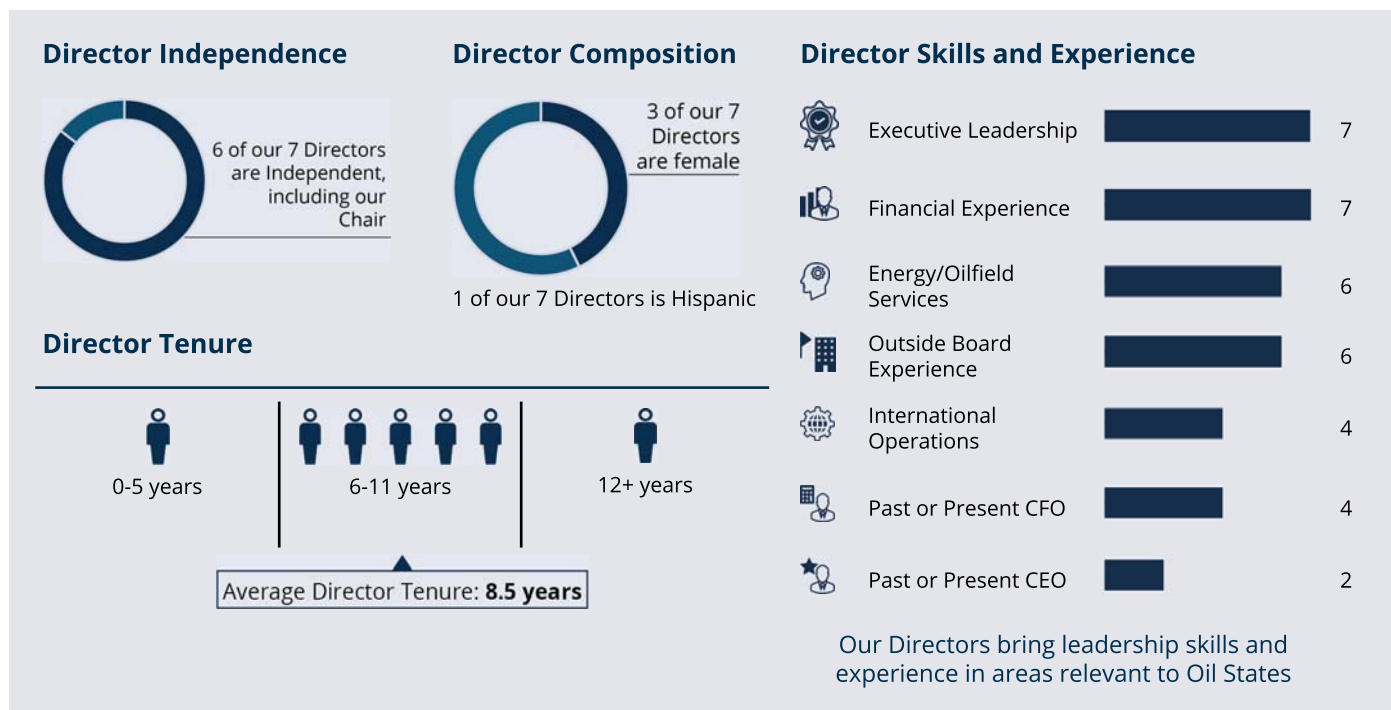 Director Independence
6 of our 7 Directors
are Independent,
including our
Chair
Director Composition
3 of our 7
Directors
are female
1 of our 7 Directors is Hispanic
Director Tenure
0-5 years
6-11 years
12+ years
Average Director Tenure: 8.5 years
Director Skills and Experience
Executive Leadership 7
Financial Experience 7
Energy/Oilfield
Services 6
Outside Board
Experience 6
International
Operations 4
Past or Present CFO 4
Past or Present CEO 2
Our Directors bring leadership skills and
experience in areas relevant to Oil States